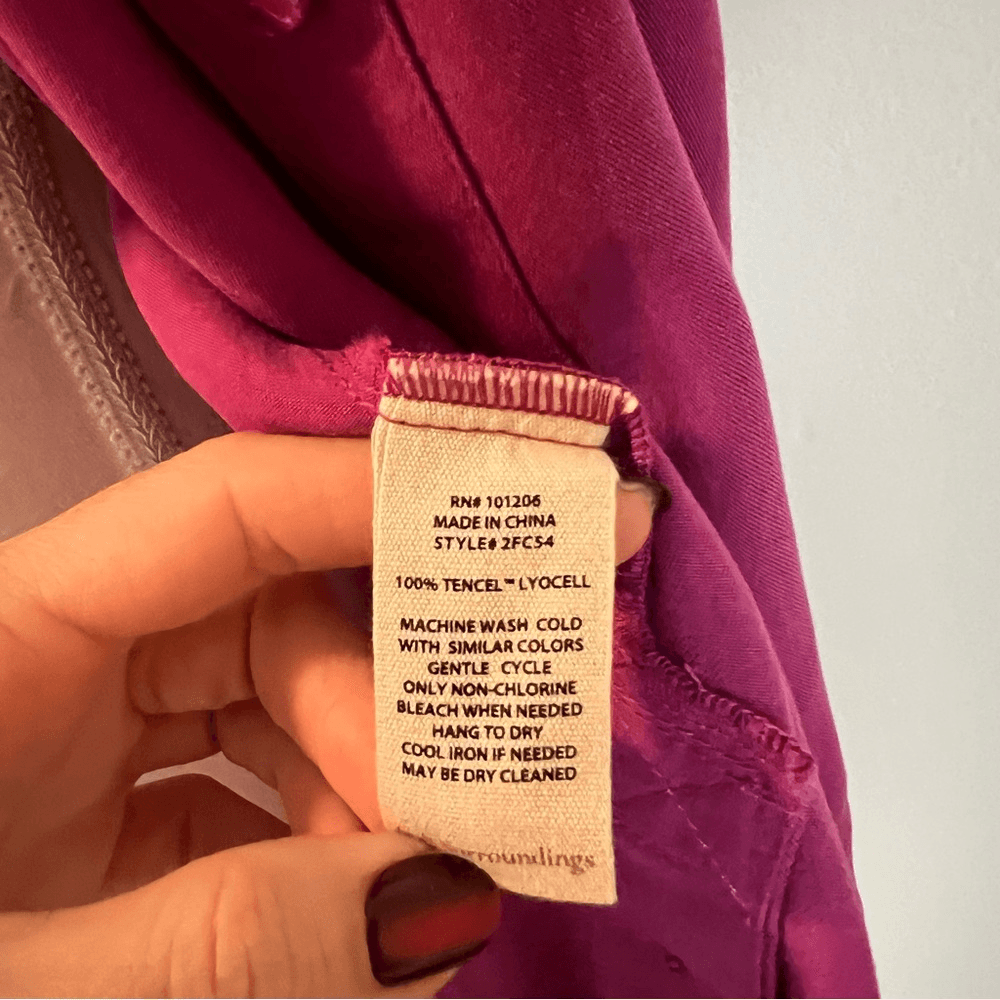 RN# 101206
MADE IN CHINA
STYLE# 2FC54
100% TENCEL™ LYOCELL
MACHINE WASH COLD
WITH SIMILAR COLORS
GENTLE CYCLE
ONLY NON-CHLORINE
BLEACH WHEN NEEDED
HANG TO DRY
COOL IRON IF NEEDED
MAY BE DRY CLEANED